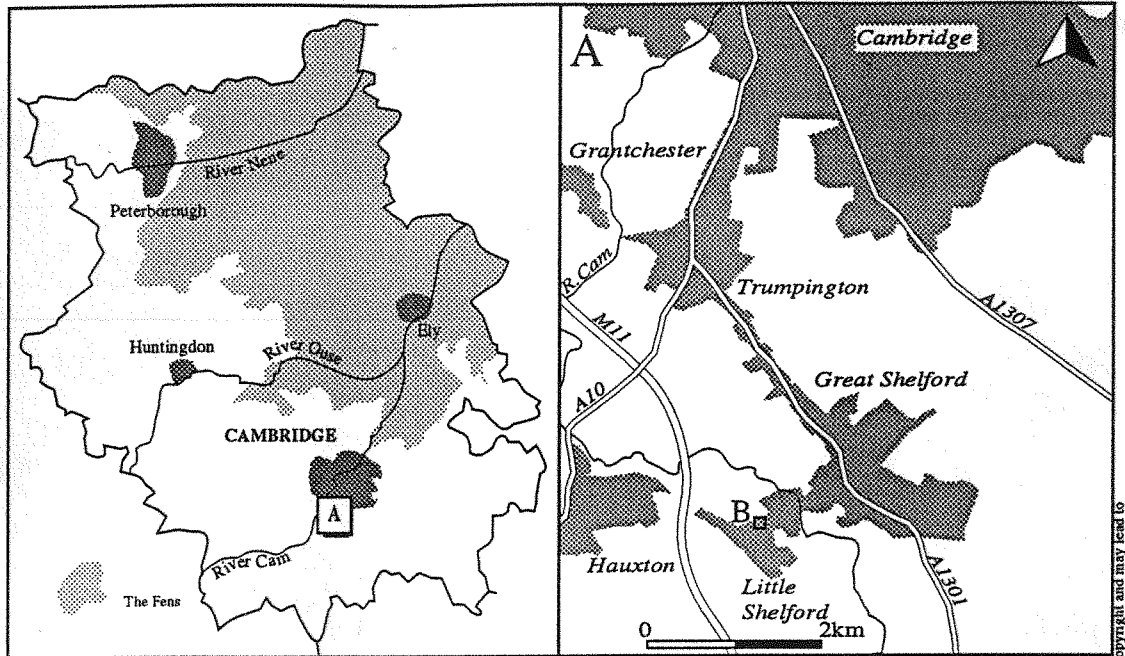 River Nene
Peterborough
Ely
Huntingdon
River Ouse
CAMBRIDGE
A
River Cam
The Fens
A
Cambridge
Grantchester
R. Cam
Trumpington
M11
A1307
A10
Great Shelford
B
Hauxton
Little
Shelford
A1301
0 2km
opyright and may lead to